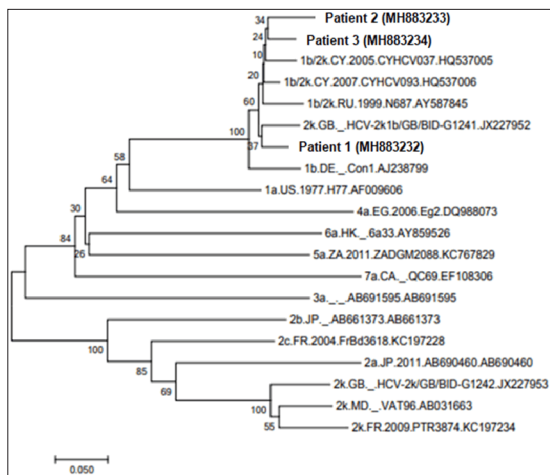 34
Patient 2 (MH883233)
24
Patient 3 (MH883234)
10
1b/2k.CY.2005.CYHCV037.HQ537005
20
1b/2k.CY.2007.CYHCV093.HQ537006
60
1b/2k.RU.1999.N687.AY587845
2k.GB._.HCV-2k1b/GB/BID-G1241.JX227952
100
37
Patient 1 (MH883232)
58
1b.DE._.Con1.AJ238799
64
1a.US.1977.H77.AF009606
30
4a.EG.2006.Eg2.DQ988073
84
6a.HK._.6a33.AY859526
26
5a.ZA.2011.ZADGM2088.KC767829
7a.CA._.QC69.EF108306
3a._._.AB691595.AB691595
2b.JP._.AB661373.AB661373
100
2c.FR.2004.FrBd3618.KC197228
85
2a.JP.2011.AB690460.AB690460
69
2k.GB._.HCV-2k/GB/BID-G1242.JX227953
100
2k.MD._.VAT96.AB031663
55
2k.FR.2009.PTR3874.KC197234
0.050